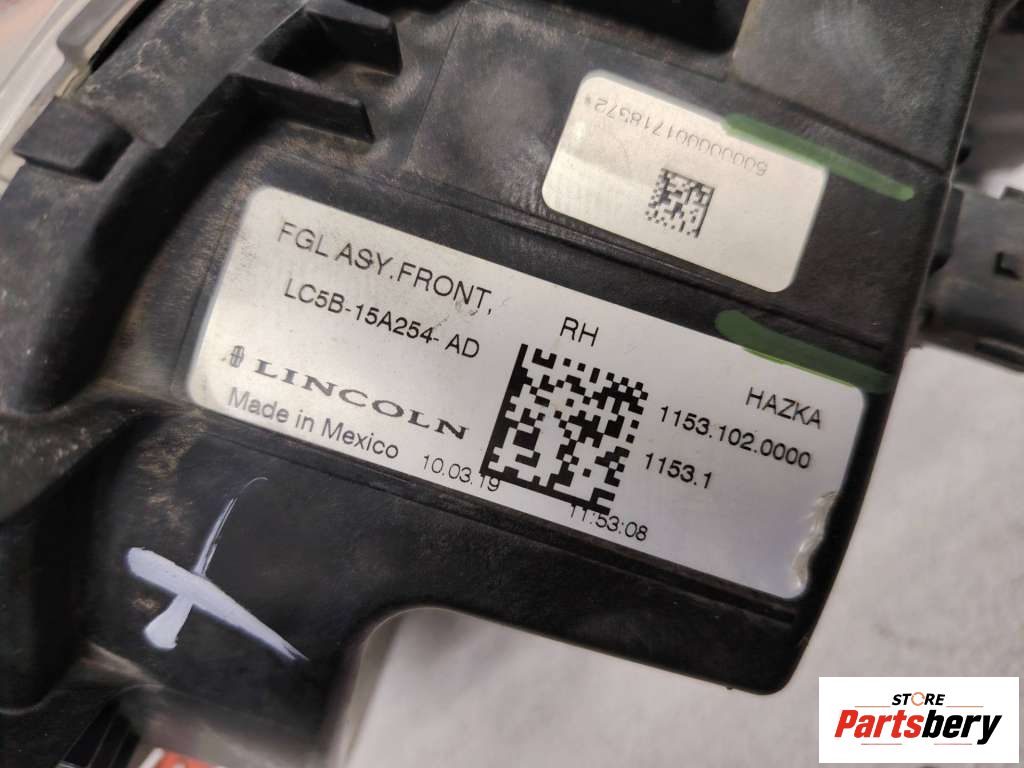 6000000001718372
FGL ASY.FRONT, RH
LC5B-15A254- AD
HAZKA
LINCOLN
1153.102.0000
Made in Mexico
1153.1
10.03.19
11:53:08
STORE
Partsbery